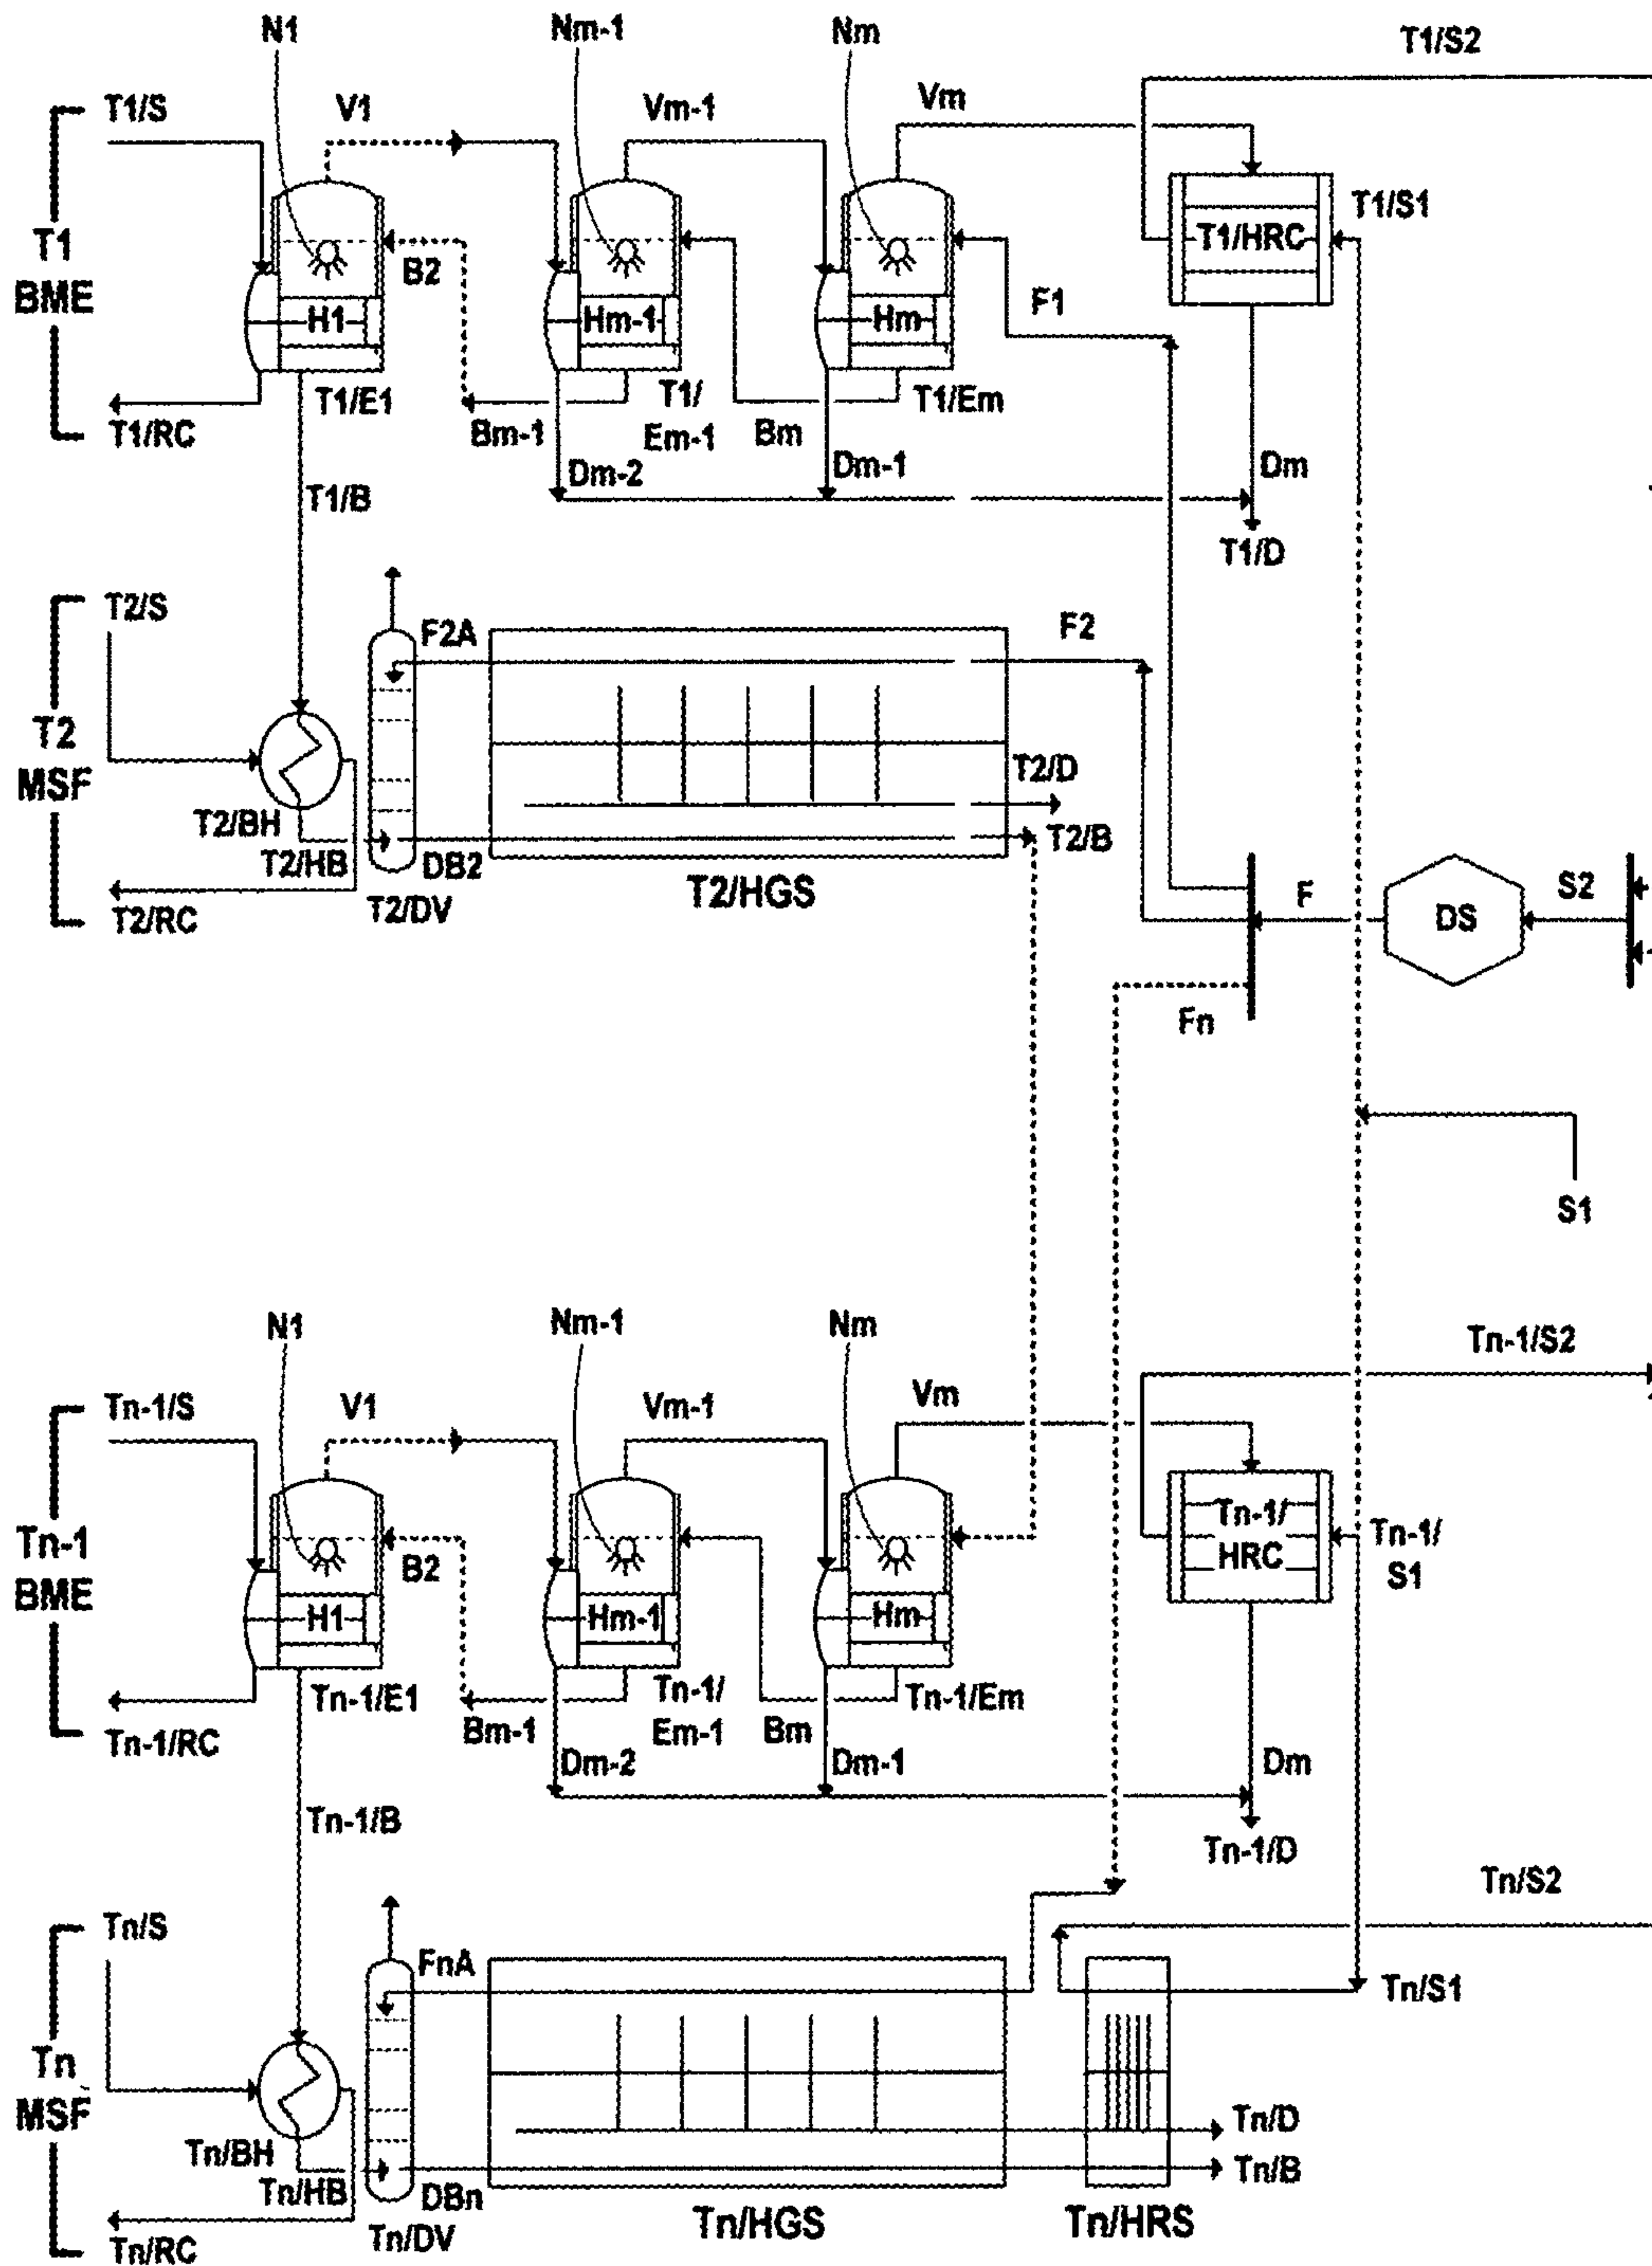 N1
Nm-1
Nm
T1/S2
T1/S
V1
Vm-1
Vm
T1/S1
T1
BME
T1/HRC
B2
F1
H1
Hm-1
Hm
T1/E1
T1/
Em-1
T1/Em
T1/RC
Bm-1
Bm
Dm-2
Dm-1
Dm
T1/B
T1/D
T2/S
F2A
F2
T2
MSF
T2/D
T2/BH
T2/B
T2/HB
DB2
T2/RC
T2/DV
T2/HGS
F
DS
S2
Fn
S1
N1
Nm-1
Nm
Tn-1/S2
Tn-1/S
V1
Vm-1
Vm
Tn-1
BME
B2
Tn-1/
HRC
Tn-1/
S1
H1
Hm-1
Hm
Tn-1/E1
Tn-1/
Em-1
Tn-1/Em
Tn-1/RC
Bm-1
Bm
Dm-2
Dm-1
Dm
Tn-1/B
Tn-1/D
Tn/S2
Tn/S
FnA
Tn/S1
Tn
MSF
Tn/D
Tn/BH
Tn/B
Tn/HB
DBn
Tn/RC
Tn/DV
Tn/HGS
Tn/HRS